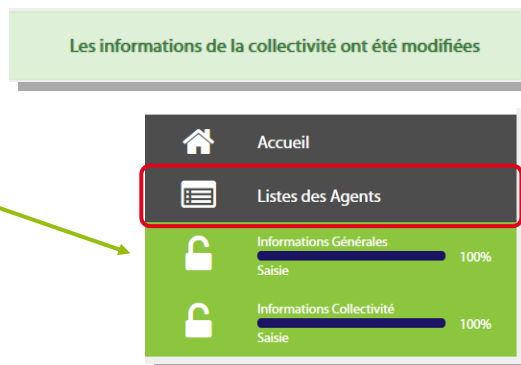 Les informations de la collectivité ont été modifiées
Accueil
Listes des Agents
Informations Générales
100%
Saisie
Informations Collectivité
100%
Saisie